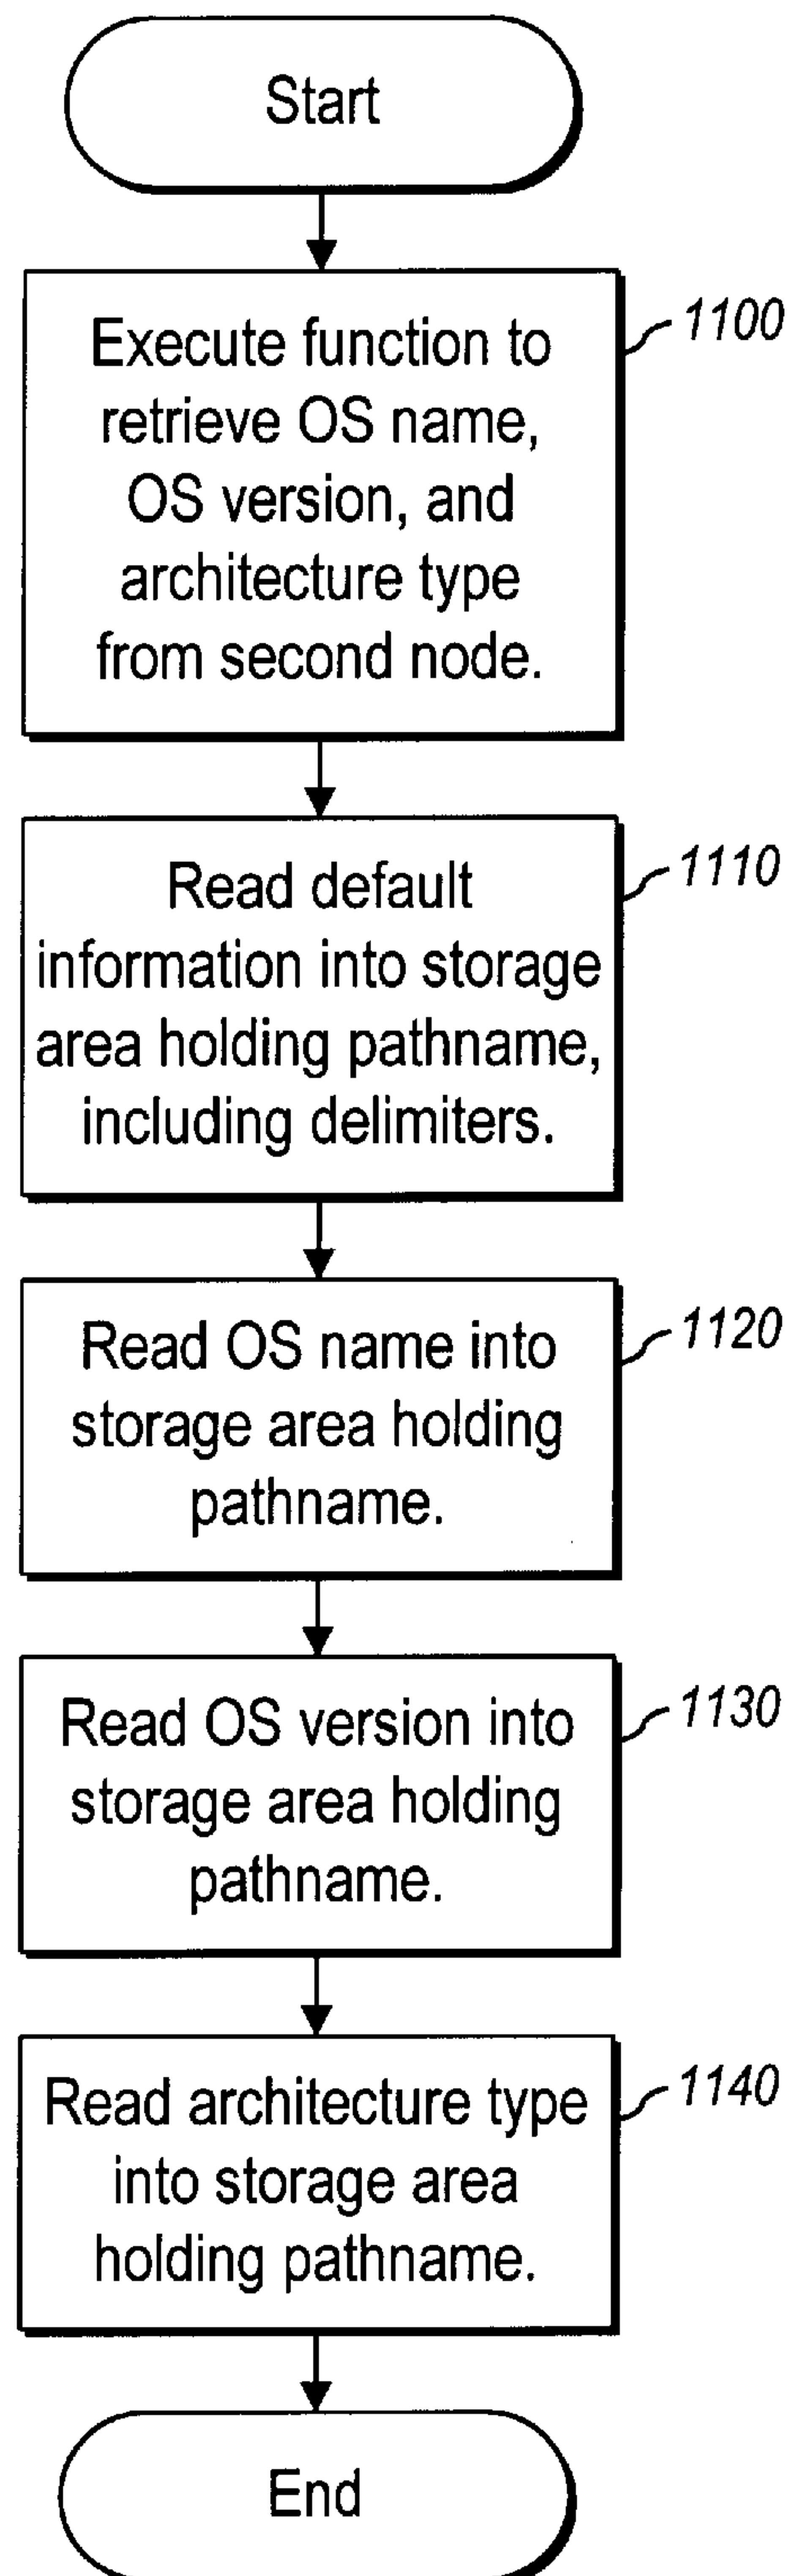 Start
Execute function to
1100
retrieve OS name,
OS version, and
architecture type
from second node.
Read default
1110
information into storage
area holding pathname,
including delimiters.
Read OS name into
1120
storage area holding
pathname.
Read OS version into
1130
storage area holding
pathname.
Read architecture type
1140
into storage area
holding pathname.
End